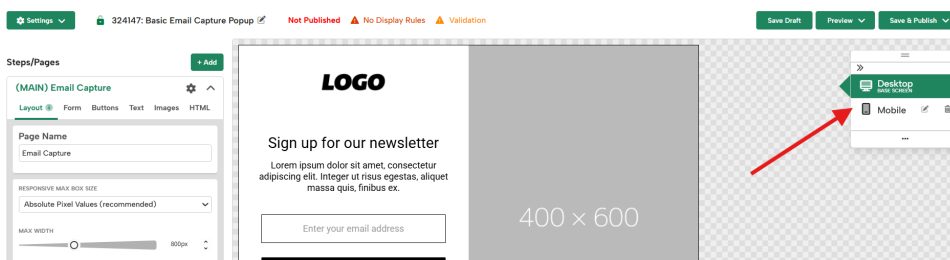 Settings
324147: Basic Email Capture Popup
Not Published
No Display Rules
Validation
Save Draft
Preview
Save & Publish
Steps/Pages
+ Add
(MAIN) Email Capture
Layout
Form
Buttons
Text
Images
HTML
Page Name
Email Capture
RESPONSIVE MAX BOX SIZE
Absolute Pixel Values (recommended)
MAX WIDTH
800px
LOGO
Sign up for our newsletter
Lorem ipsum dolor sit amet, consectetur
adipiscing elit. Integer ut risus egestas, aliquet
massa quis, finibus ex.
Enter your email address
400 × 600
Desktop
BASE SCREEN
Mobile